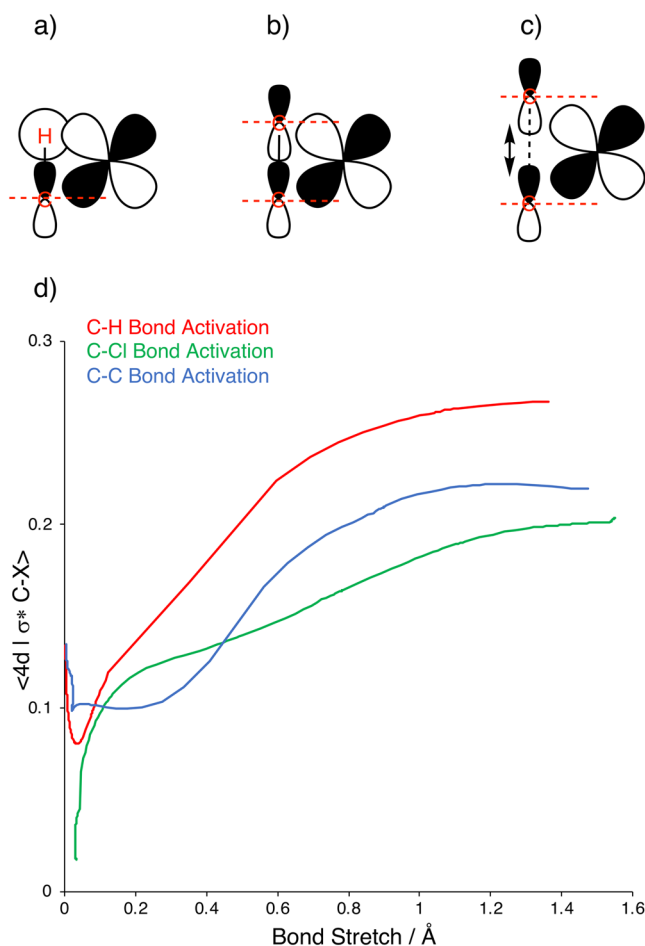 a)
b)
c)
H
C
C
C
C
C
d)
C-H Bond Activation
C-Cl Bond Activation
C-C Bond Activation
0.3
0.2
0.1
0
<4d | σ* C-X>
0
0.2
0.4
0.6
0.8
1
1.2
1.4
1.6
Bond Stretch / Å